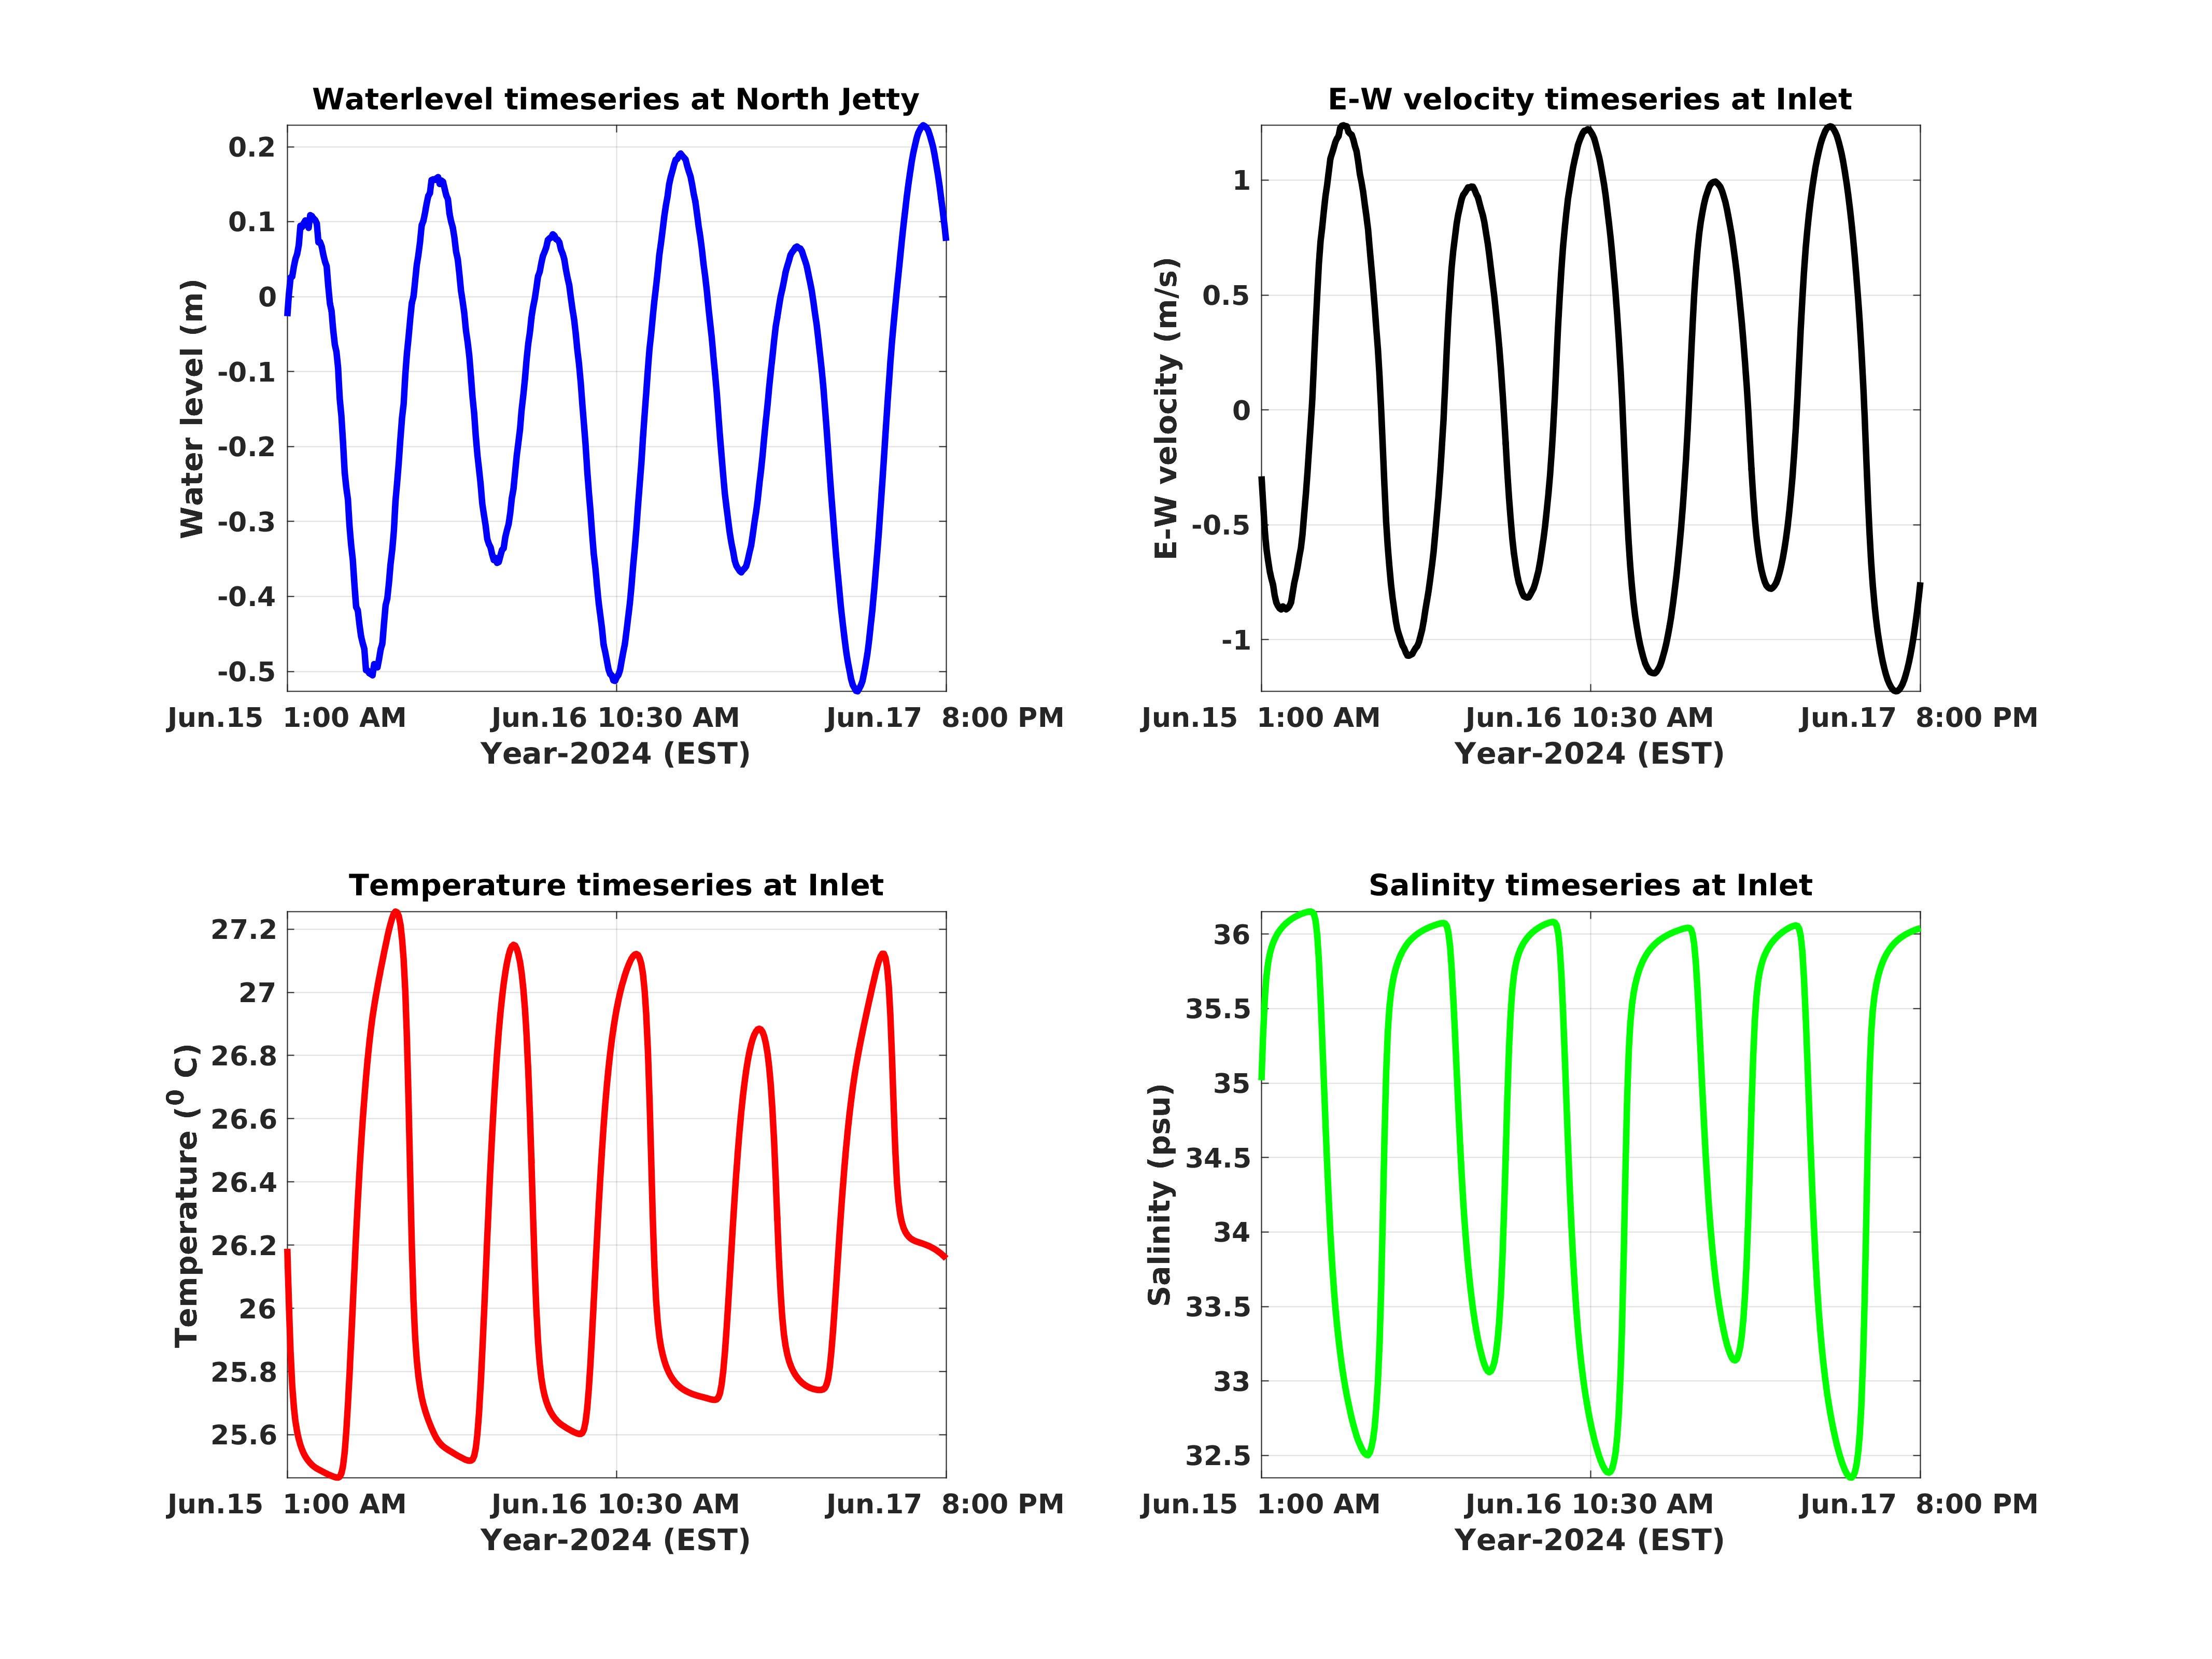 Waterlevel timeseries at North Jetty
0.2
0.1
0
-0.1
-0.2
-0.3
-0.4
-0.5
Water level (m)
Jun.15 1:00 AM Jun.16 10:30 AM Jun.17 8:00 PM
Year-2024 (EST)
E-W velocity timeseries at Inlet
1
0.5
0
-0.5
-1
E-W velocity (m/s)
Jun.15 1:00 AM Jun.16 10:30 AM Jun.17 8:00 PM
Year-2024 (EST)
Temperature timeseries at Inlet
27.2
27
26.8
26.6
26.4
26.2
26
25.8
25.6
Temperature (⁰ C)
Jun.15 1:00 AM Jun.16 10:30 AM Jun.17 8:00 PM
Year-2024 (EST)
Salinity timeseries at Inlet
36
35.5
35
34.5
34
33.5
33
32.5
Salinity (psu)
Jun.15 1:00 AM Jun.16 10:30 AM Jun.17 8:00 PM
Year-2024 (EST)